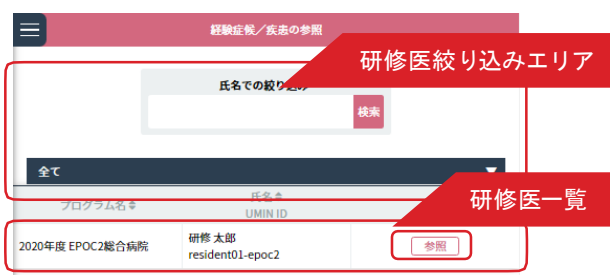 経験症候／疾患の参照
研修医絞り込みエリア
氏名での絞り込み
検索
全て ▼
プログラム名
氏名
UMIN ID
研修医一覧
2020年度 EPOC2総合病院
研修 太郎
resident01-epoc2
参照